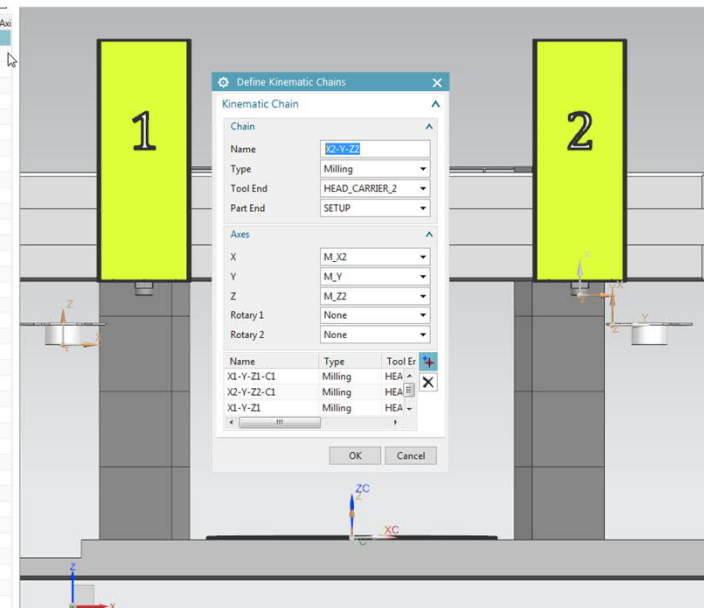 Axi
Define Kinematic Chains
Kinematic Chain
Chain
Name X2-Y-Z2
Type Milling
Tool End HEAD_CARRIER_2
Part End SETUP
Axes
X M_X2
Y M_Y
Z M_Z2
Rotary 1 None
Rotary 2 None
Name Type Tool Er
X1-Y-Z1-C1 Milling HEA
X2-Y-Z2-C1 Milling HEA
X1-Y-Z1 Milling HEA
OK Cancel
1
2
Z
X
Y
ZC
Z
XC
Z
X